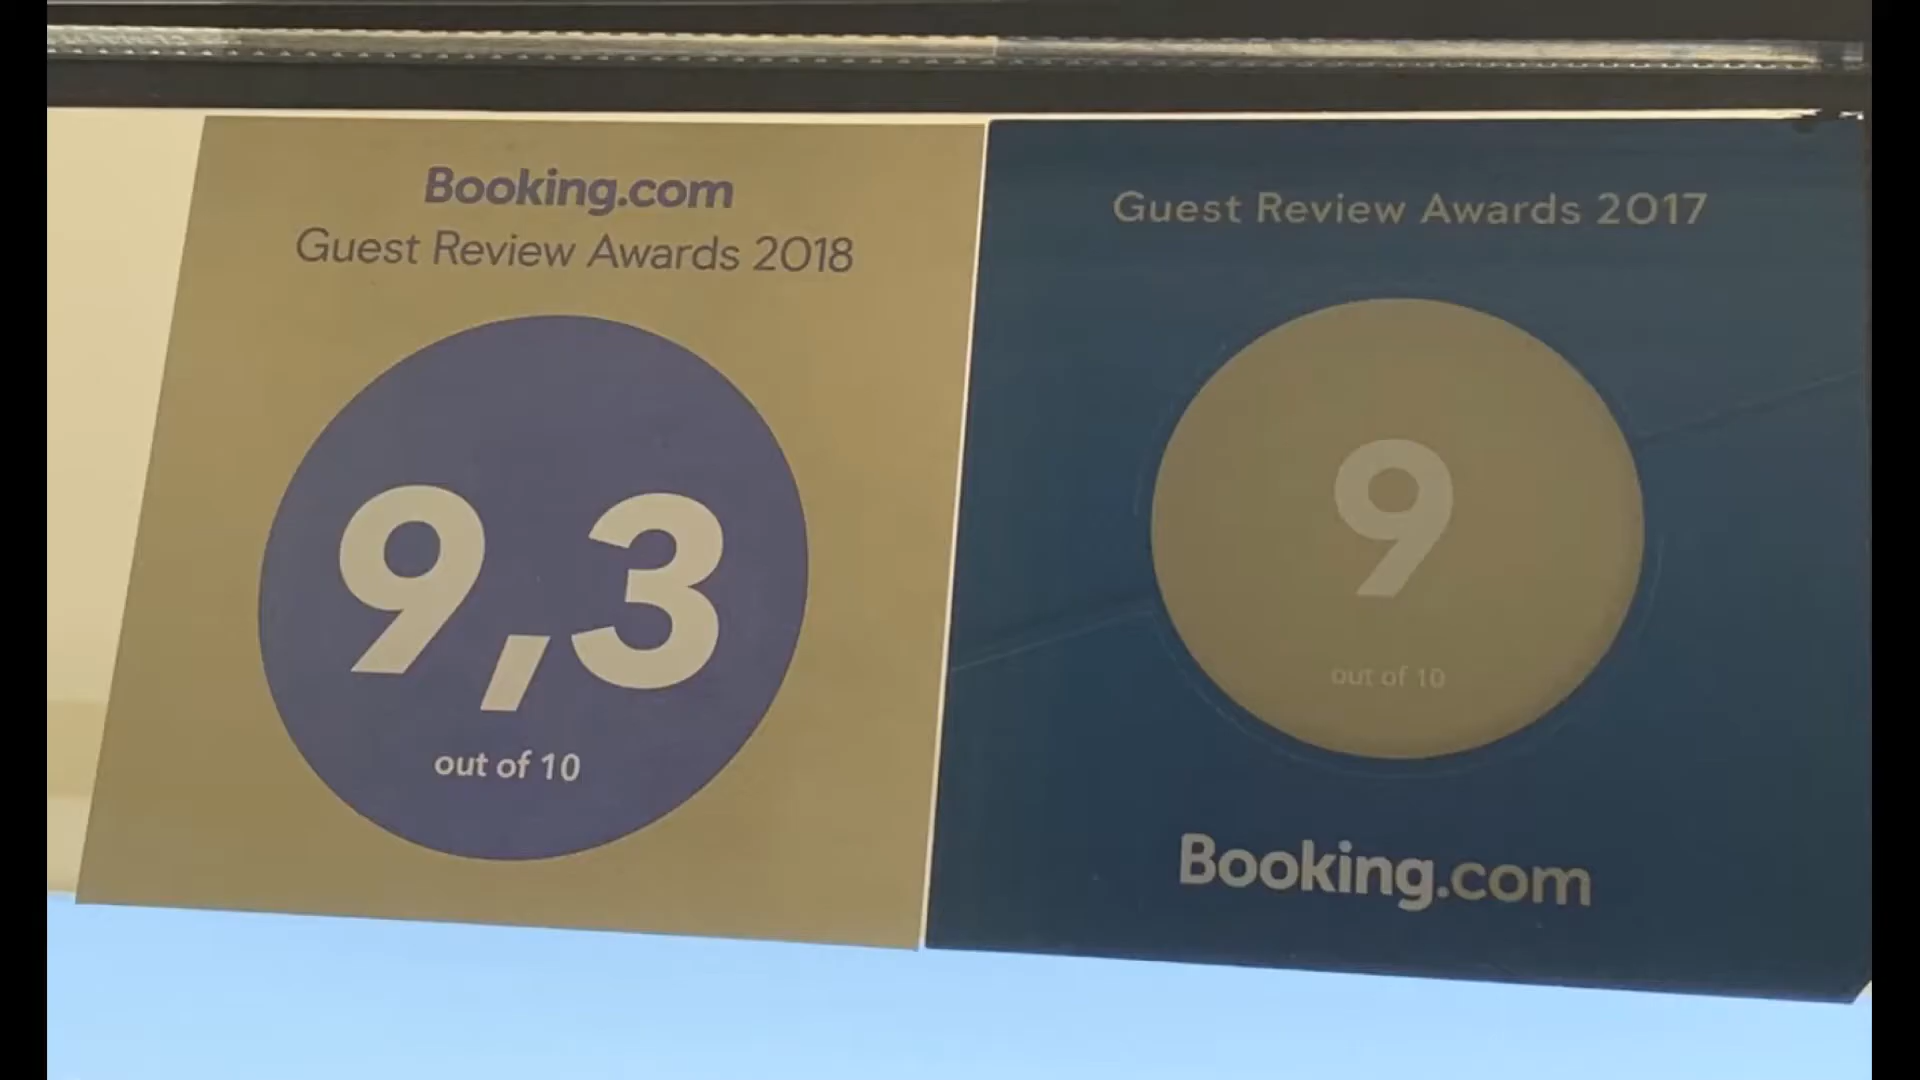 Booking.com
Guest Review Awards 2018
9,3
out of 10
Guest Review Awards 2017
9
out of 10
Booking.com